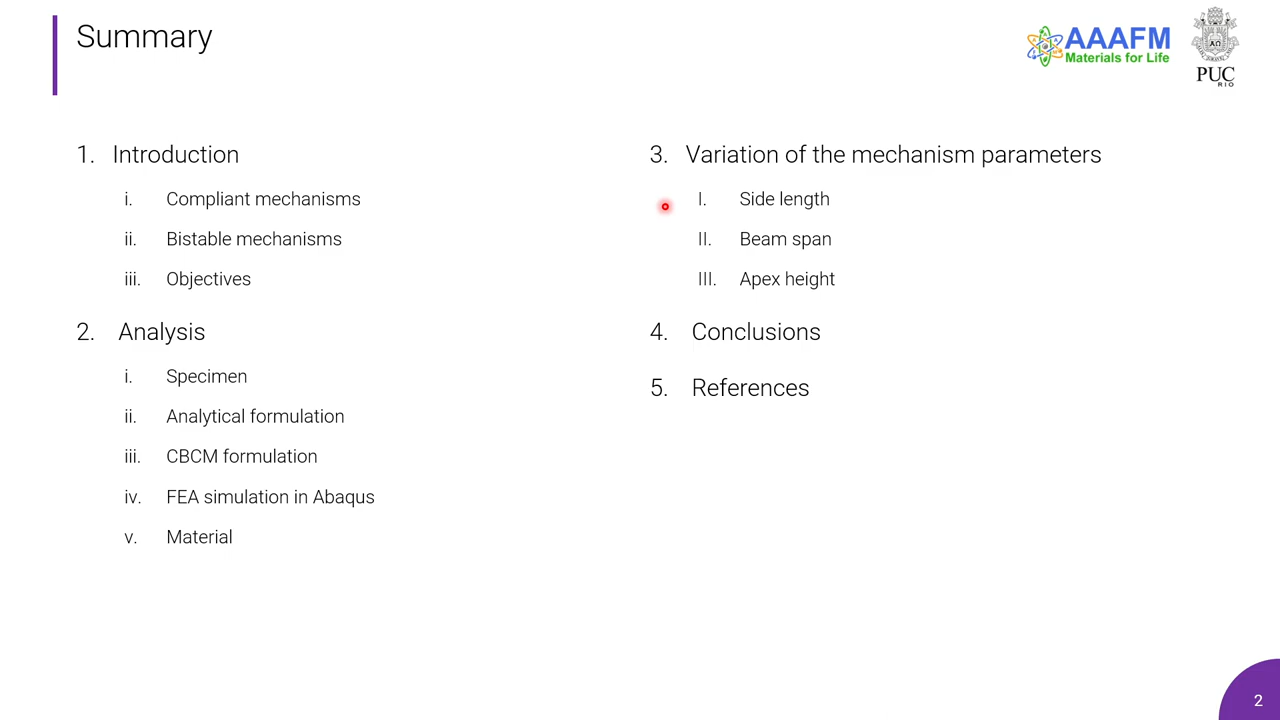 Summary
AAAFM
Materials for Life
ΑΩ
PUC
RIO
1. Introduction
i. Compliant mechanisms
ii. Bistable mechanisms
iii. Objectives
2. Analysis
i. Specimen
ii. Analytical formulation
iii. CBCM formulation
iv. FEA simulation in Abaqus
v. Material
3. Variation of the mechanism parameters
I. Side length
II. Beam span
III. Apex height
4. Conclusions
5. References
2